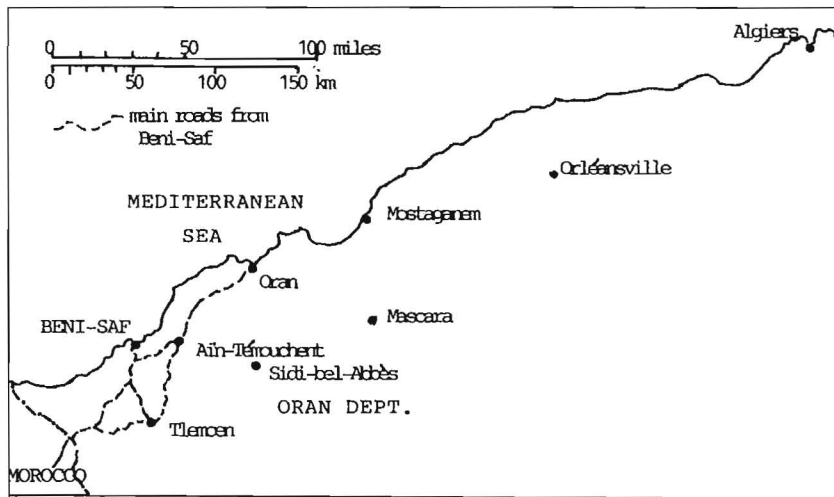 Algiers
0 50 100 miles
0 50 100 150 km
main roads from
Beni-Saf
Orléansville
MEDITERRANEAN
SEA
Mostaganem
Oran
Mascara
BENI-SAF
Aïn-Témouchent
Sidi-bel-Abbès
ORAN DEPT.
Tlemcen
MOROCCO